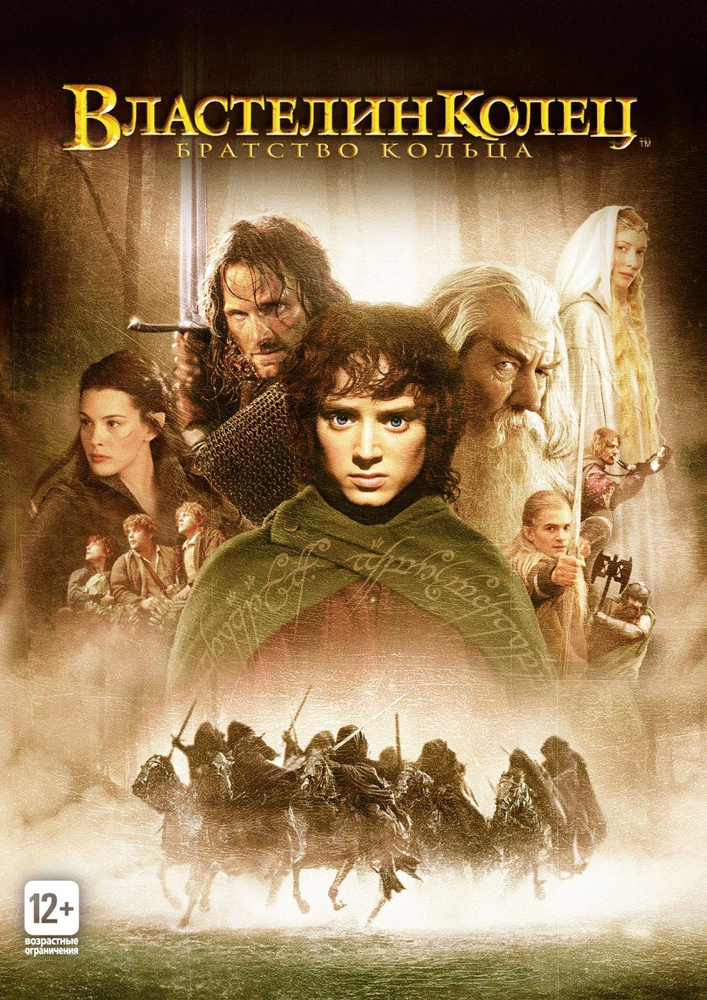 Властелин Колец
TM
Братство Кольца
12+
возрастные
ограничения